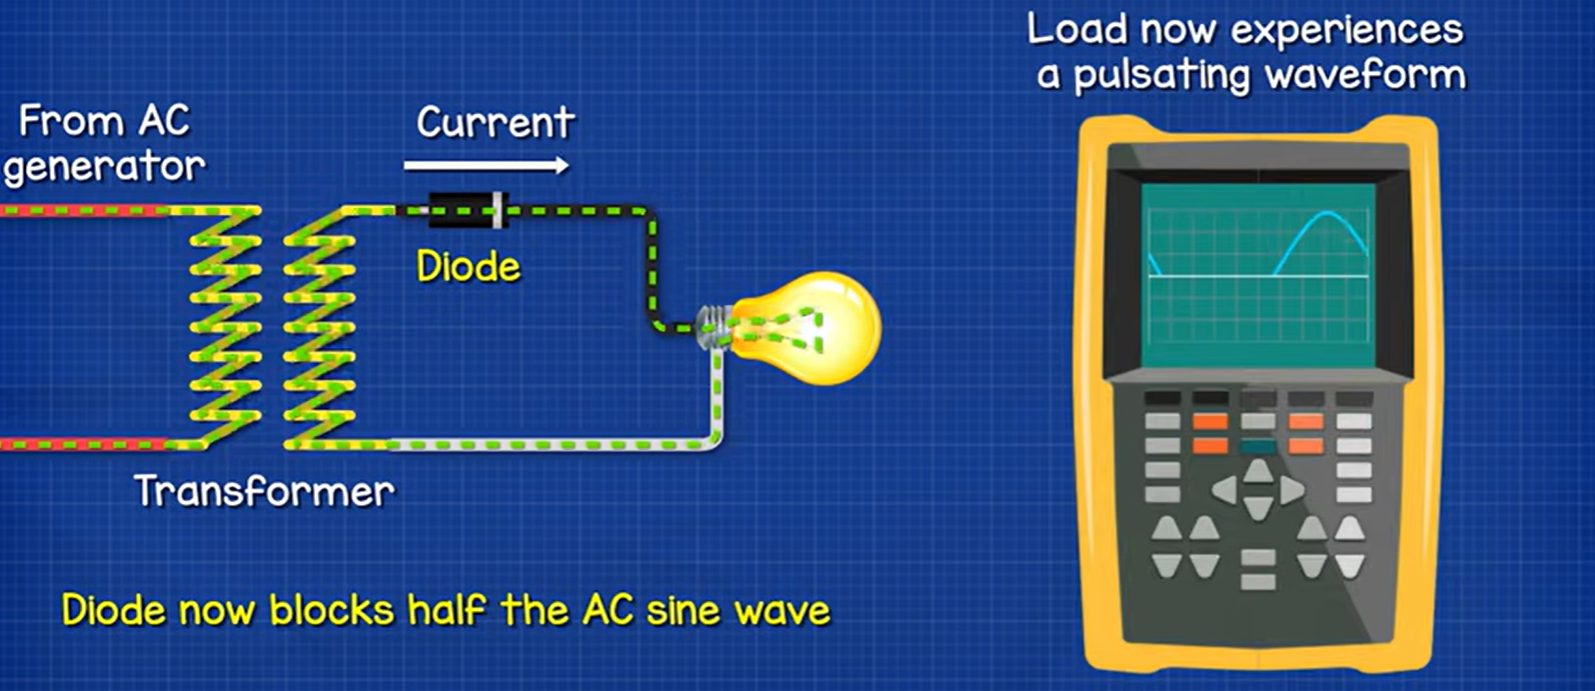 Load now experiences
a pulsating waveform
From AC
generator
Current
Diode
Transformer
Diode now blocks half the AC sine wave